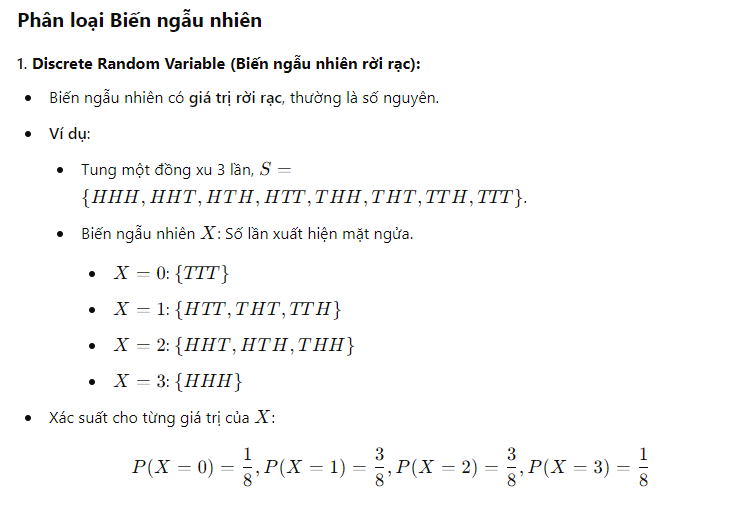 Phân loại Biến ngẫu nhiên
1. Discrete Random Variable (Biến ngẫu nhiên rời rạc):
• Biến ngẫu nhiên có giá trị rời rạc, thường là số nguyên.
• Ví dụ:
• Tung một đồng xu 3 lần, S =
{HHH, HHT, HTH, HTT, THH, THT, TTH, TTT}.
• Biến ngẫu nhiên X: Số lần xuất hiện mặt ngửa.
• X = 0: {TTT}
• X = 1: {HTT, THT, TTH}
• X = 2: {HHT, HTH, THH}
• X = 3: {HHH}
• Xác suất cho từng giá trị của X:
P(X = 0) = 1/8, P(X = 1) = 3/8, P(X = 2) = 3/8, P(X = 3) = 1/8